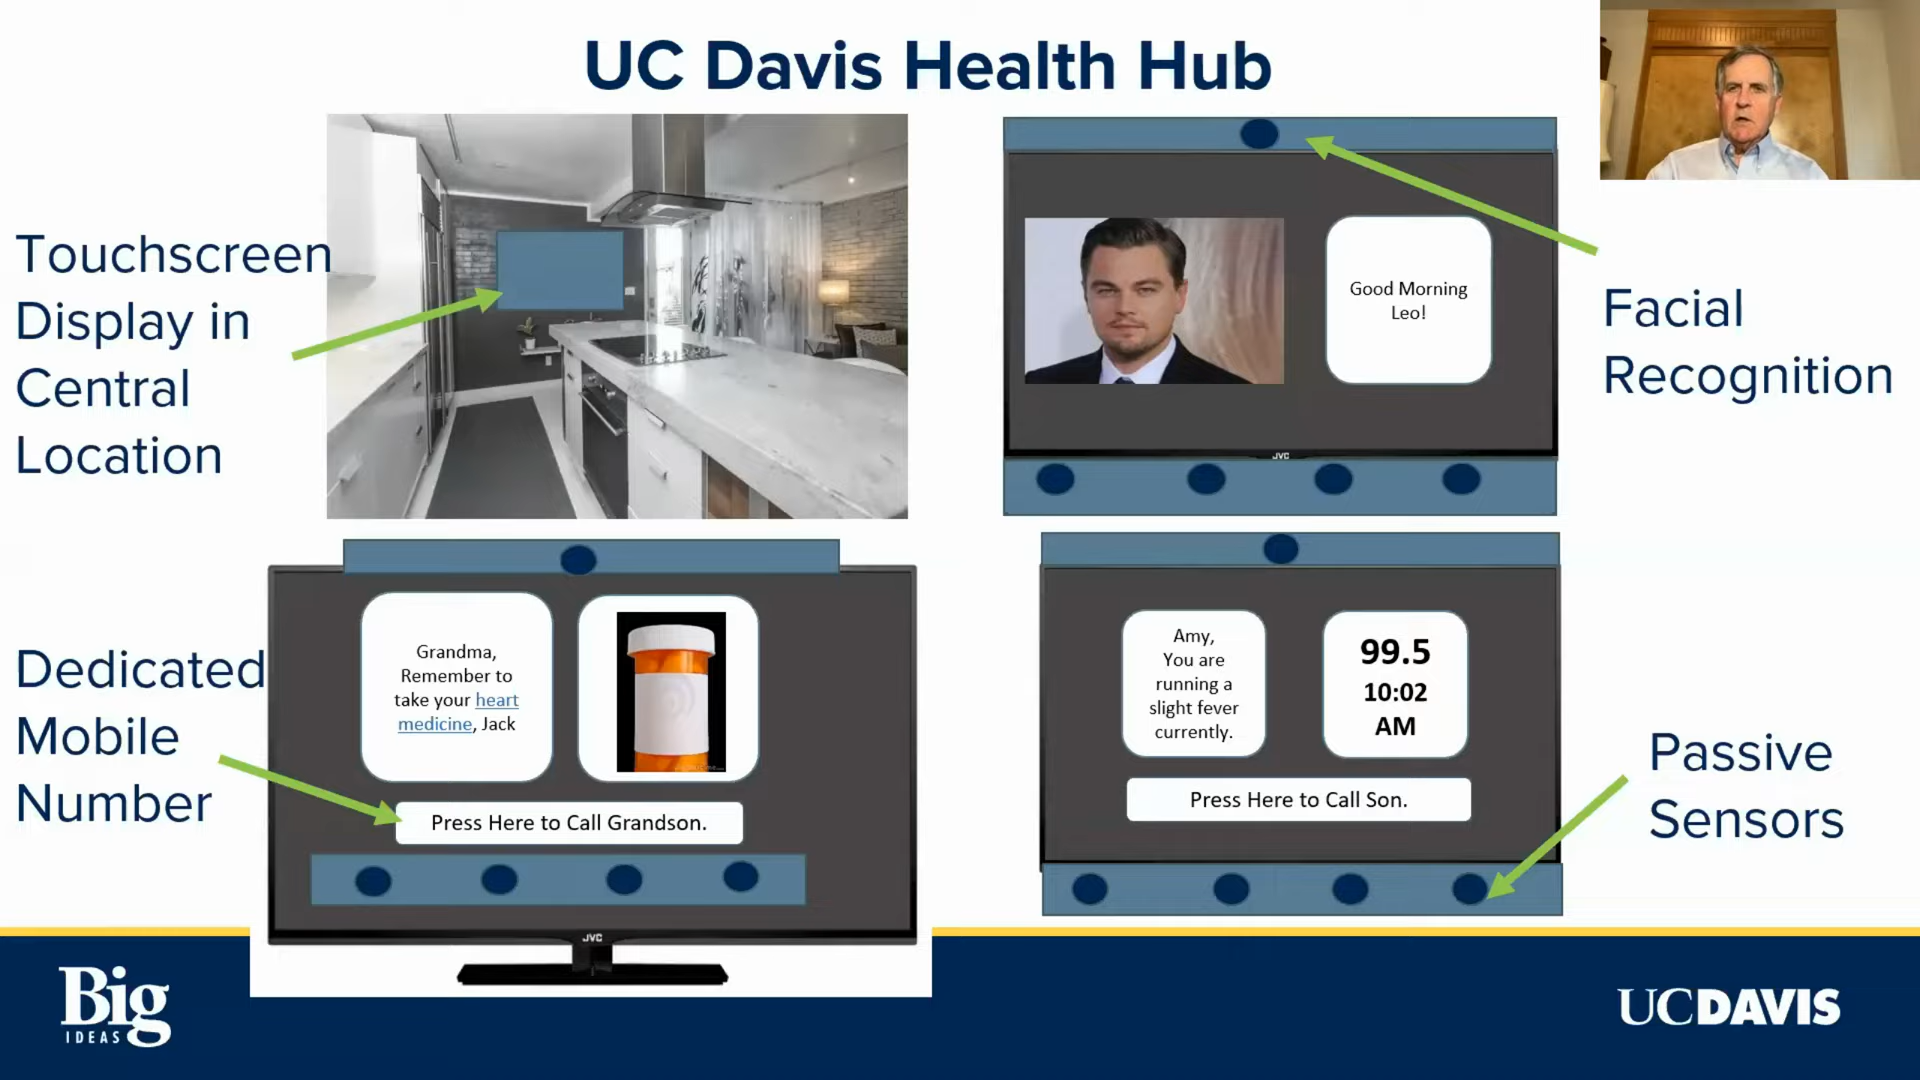 UC Davis Health Hub
Touchscreen
Display in
Central
Location
Good Morning
Leo!
JVC
Facial
Recognition
Dedicated
Mobile
Number
Grandma,
Remember to
take your heart
medicine, Jack
Press Here to Call Grandson.
JVC
Amy,
You are
running a
slight fever
currently.
99.5
10:02
AM
Press Here to Call Son.
Passive
Sensors
Big
IDEAS
UCDAVIS